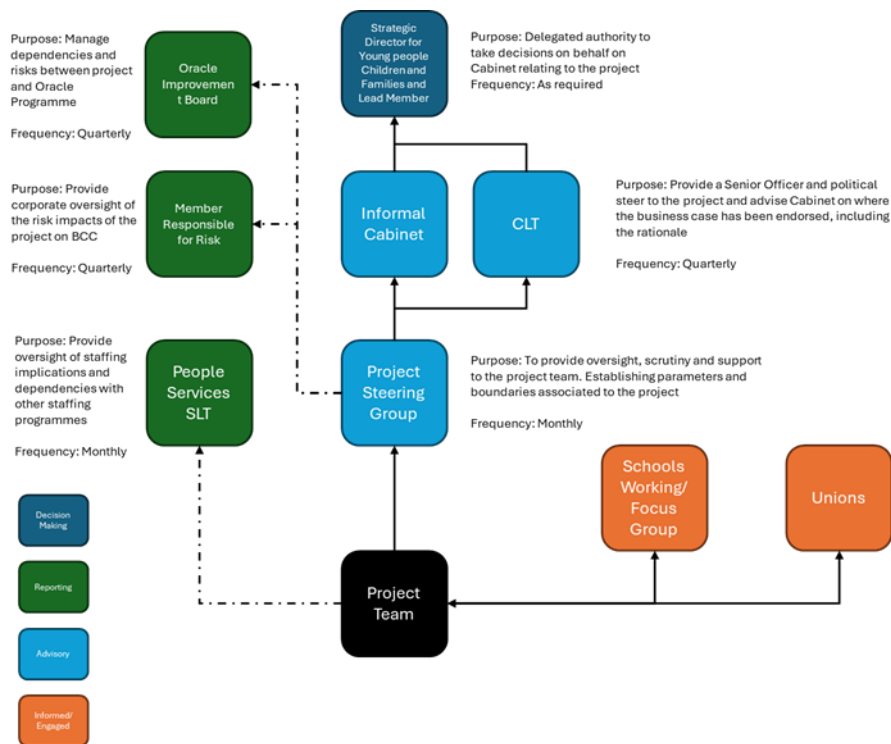 Purpose: Manage
dependencies and
risks between project
and Oracle
Programme
Frequency: Quarterly
Oracle
Improvemen
t Board
Strategic
Director for
Young people
Children and
Families and
Lead Member
Purpose: Delegated authority to
take decisions on behalf on
Cabinet relating to the project
Frequency: As required
Purpose: Provide
corporate oversight of
the risk impacts of the
project on BCC
Frequency: Quarterly
Member
Responsible
for Risk
Informal
Cabinet
CLT
Purpose: Provide a Senior Officer and political
steer to the project and advise Cabinet on where
the business case has been endorsed, including
the rationale
Frequency: Quarterly
Purpose: Provide
oversight of staffing
implications and
dependencies with
other staffing
programmes
Frequency: Monthly
People
Services
SLT
Project
Steering
Group
Purpose: To provide oversight, scrutiny and support
to the project team. Establishing parameters and
boundaries associated to the project
Frequency: Monthly
Schools
Working/
Focus
Group
Unions
Project
Team
Decision
Making
Reporting
Advisory
Informed/
Engaged